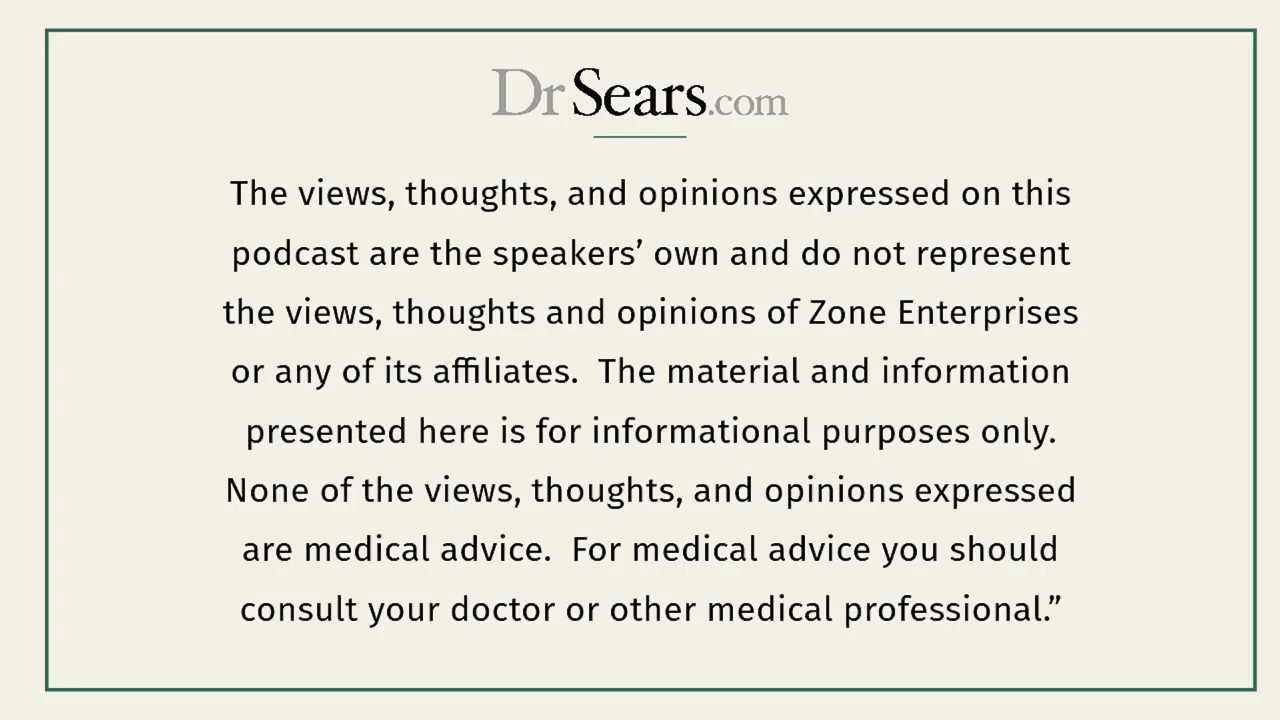 DrSears.com
The views, thoughts, and opinions expressed on this
podcast are the speakers’ own and do not represent
the views, thoughts and opinions of Zone Enterprises
or any of its affiliates.  The material and information
presented here is for informational purposes only.
None of the views, thoughts, and opinions expressed
are medical advice.  For medical advice you should
consult your doctor or other medical professional.”